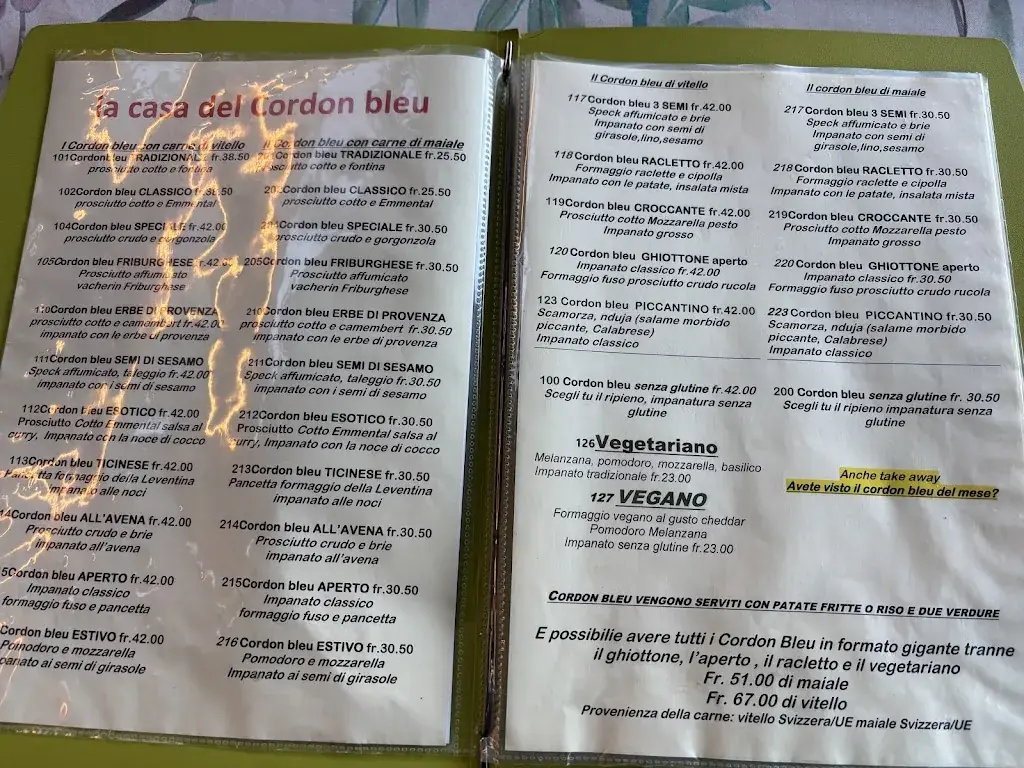 la casa del Cordon bleu
I Cordon bleu con carne di vitello
101Cordon bleu TRADIZIONALE fr.38.50
prosciutto cotto e fontina
102Cordon bleu CLASSICO
prosciutto cotto e Emmental
104Cordon bleu SPECIALE fr.42.00
prosciutto crudo e gorgonzola
105Cordon bleu FRIBURGHESE fr.42.
Prosciutto affumicato
vacherin Friburghese
110Cordon bleu ERBE DI PROVENZA
prosciutto cotto e camembert fr.42.00
impanato con le erbe di provenza
111Cordon bleu SEMI DI SESAMO
Speck affumicato, taleggio fr.42.00
impanato con i semi di sesamo
112Cordon bleu ESOTICO fr.42.00
Prosciutto Cotto Emmental salsa al
curry, Impanato con la noce di cocco
113Cordon bleu TICINESE fr.42.00
Pancetta formaggio della Leventina
impanato alle noci
14Cordon bleu ALL'AVENA fr.42.00
Prosciutto crudo e brie
impanato all'avena
5Cordon bleu APERTO fr.42.00
Impanato classico
formaggio fuso e pancetta
Cordon bleu ESTIVO fr.42.00
Pomodoro e mozzarella
panato ai semi di girasole
Cordon bleu con carne di maiale
Cordon bleu TRADIZIONALE fr.25.50
prosciutto cotto e fontina
202Cordon bleu CLASSICO fr.25.50
prosciutto cotto e Emmental
204Cordon bleu SPECIALE fr.30.50
prosciutto crudo e gorgonzola
205Cordon bleu FRIBURGHESE fr.30.50
Prosciutto affumicato
vacherin Friburghese
210Cordon bleu ERBE DI PROVENZA
prosciutto cotto e camembert fr.30.50
impanato con le erbe di provenza
211Cordon bleu SEMI DI SESAMO
Speck affumicato, taleggio fr.30.50
impanato con i semi di sesamo
212Cordon bleu ESOTICO fr.30.50
Prosciutto Cotto Emmental salsa al
curry, Impanato con la noce di cocco
213Cordon bleu TICINESE fr.30.50
Pancetta formaggio della Leventina
impanato alle noci
214Cordon bleu ALL'AVENA fr.30.50
Prosciutto crudo e brie
impanato all'avena
215Cordon bleu APERTO fr.30.50
Impanato classico
formaggio fuso e pancetta
216 Cordon bleu ESTIVO fr.30.50
Pomodoro e mozzarella
Impanato ai semi di girasole
Il Cordon bleu di vitello
117Cordon bleu 3 SEMI fr.42.00
Speck affumicato e brie
Impanato con semi di
girasole,lino,sesamo
118Cordon bleu RACLETTO fr.42.00
Formaggio raclette e cipolla
Impanato con le patate, insalata mista
119Cordon bleu CROCCANTE fr.42.00
Prosciutto cotto Mozzarella pesto
Impanato grosso
120Cordon bleu GHIOTTONE aperto
Impanato classico fr.42.00
Formaggio fuso prosciutto crudo rucola
123 Cordon bleu PICCANTINO fr.42.00
Scamorza, nduja (salame morbido
piccante, Calabrese)
Impanato classico
100 Cordon bleu senza glutine fr.42.00
Scegli tu il ripieno, impanatura senza
glutine
126Vegetariano
Melanzana, pomodoro, mozzarella, basilico
Impanato tradizionale fr.23.00
127 VEGANO
Formaggio vegano al gusto cheddar
Pomodoro Melanzana
Impanato senza glutine fr.23.00
Il cordon bleu di maiale
217Cordon bleu 3 SEMI fr.30.50
Speck affumicato e brie
Impanato con semi di
girasole,lino,sesamo
218Cordon bleu RACLETTO fr.30.50
Formaggio raclette e cipolla
Impanato con le patate, insalata mista
219Cordon bleu CROCCANTE fr.30.50
Prosciutto cotto Mozzarella pesto
Impanato grosso
220Cordon bleu GHIOTTONE aperto
Impanato classico fr.30.50
Formaggio fuso prosciutto crudo rucola
223 Cordon bleu PICCANTINO fr.30.50
Scamorza, nduja (salame morbido
piccante, Calabrese)
Impanato classico
200 Cordon bleu senza glutine fr. 30.50
Scegli tu il ripieno impanatura senza
glutine
Anche take away
Avete visto il cordon bleu del mese?
CORDON BLEU VENGONO SERVITI CON PATATE FRITTE O RISO E DUE VERDURE
E possibilie avere tutti i Cordon Bleu in formato gigante tranne
il ghiottone, l'aperto , il racletto e il vegetariano
Fr. 51.00 di maiale
Fr. 67.00 di vitello
Provenienza della carne: vitello Svizzera/UE maiale Svizzera/UE